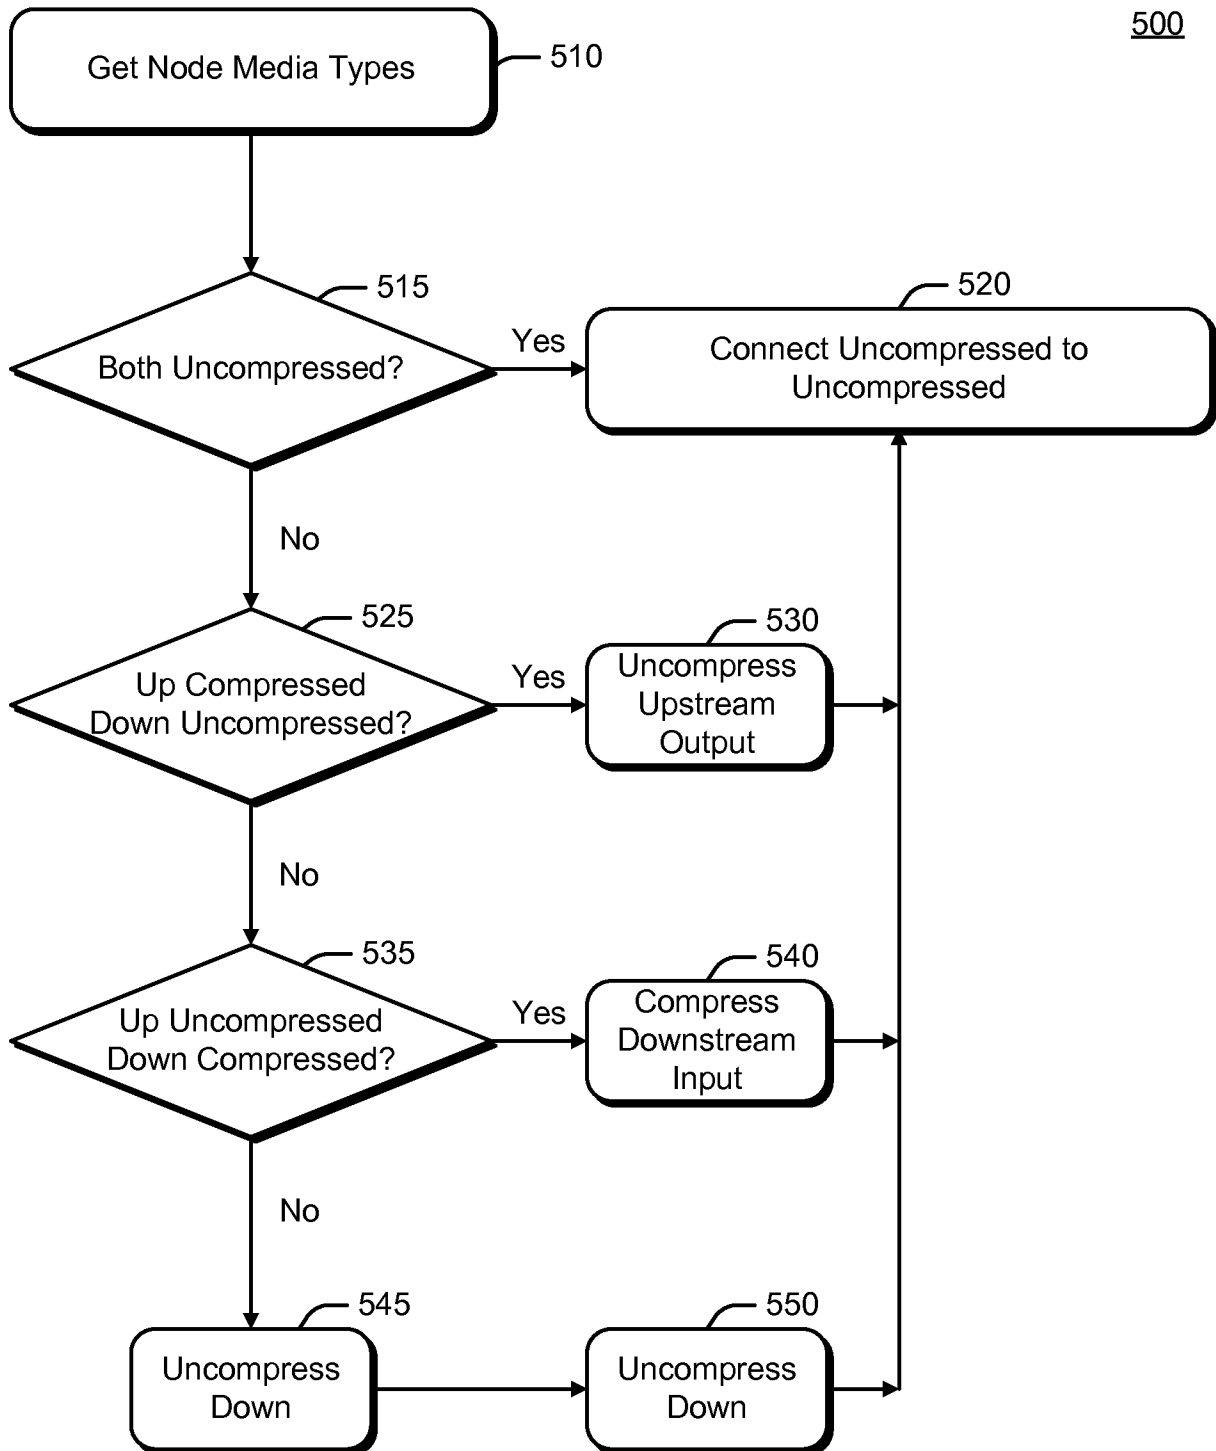 500
Get Node Media Types
510
515
Both Uncompressed?
Yes
520
Connect Uncompressed to
Uncompressed
No
525
Up Compressed
Down Uncompressed?
Yes
530
Uncompress
Upstream
Output
No
535
Up Uncompressed
Down Compressed?
Yes
540
Compress
Downstream
Input
No
545
Uncompress
Down
550
Uncompress
Down